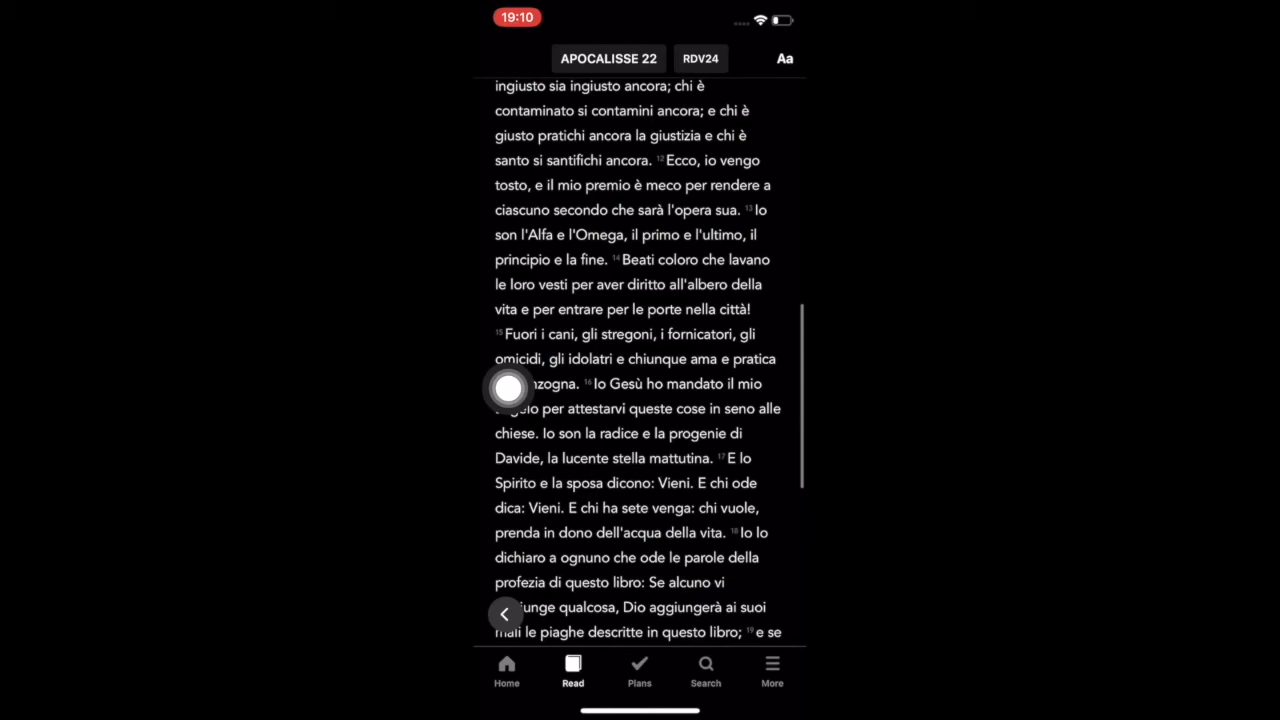 19:10
APOCALISSE 22 RDV24 Aa
ingiusto sia ingiusto ancora; chi è
contaminato si contamini ancora; e chi è
giusto pratichi ancora la giustizia e chi è
santo si santifichi ancora. 12 Ecco, io vengo
tosto, e il mio premio è meco per rendere a
ciascuno secondo che sarà l'opera sua. 13 Io
son l'Alfa e l'Omega, il primo e l'ultimo, il
principio e la fine. 14 Beati coloro che lavano
le loro vesti per aver diritto all'albero della
vita e per entrare per le porte nella città!
15 Fuori i cani, gli stregoni, i fornicatori, gli
omicidi, gli idolatri e chiunque ama e pratica
nzogna. 16 Io Gesù ho mandato il mio
angelo per attestarvi queste cose in seno alle
chiese. Io son la radice e la progenie di
Davide, la lucente stella mattutina. 17 E lo
Spirito e la sposa dicono: Vieni. E chi ode
dica: Vieni. E chi ha sete venga: chi vuole,
prenda in dono dell'acqua della vita. 18 Io lo
dichiaro a ognuno che ode le parole della
profezia di questo libro: Se alcuno vi
iunge qualcosa, Dio aggiungerà ai suoi
mali le piaghe descritte in questo libro; 19 e se
Home Read Plans Search More